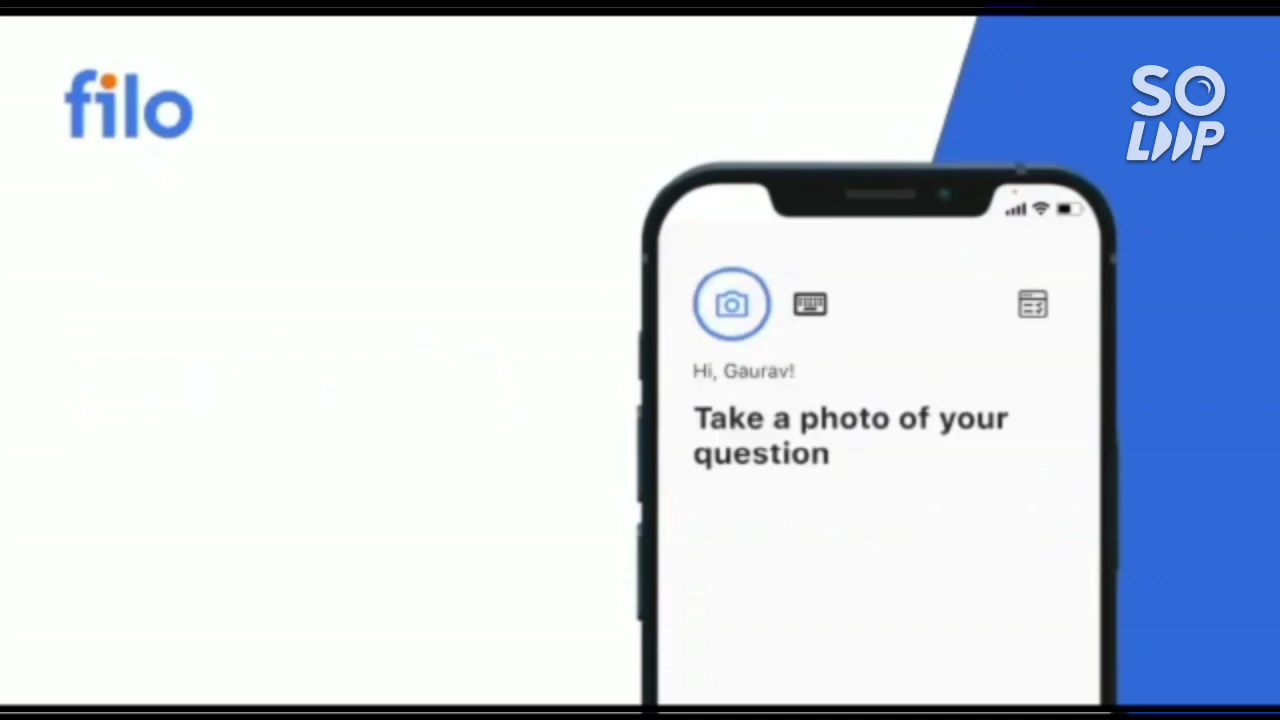 filo
SO
LOOP
Hi, Gaurav!
Take a photo of your
question